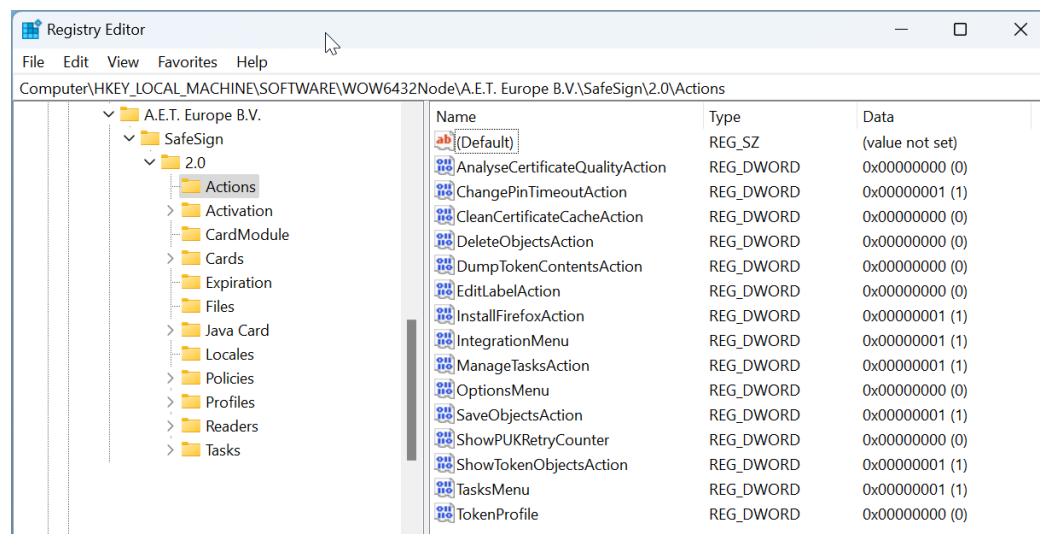 Registry Editor
File Edit View Favorites Help
Computer\HKEY_LOCAL_MACHINE\SOFTWARE\WOW6432Node\A.E.T. Europe B.V.\SafeSign\2.0\Actions
A.E.T. Europe B.V.
SafeSign
2.0
Actions
Activation
CardModule
Cards
Expiration
Files
Java Card
Locales
Policies
Profiles
Readers
Tasks
Name Type Data
(Default) REG_SZ (value not set)
AnalyseCertificateQualityAction REG_DWORD 0x00000000 (0)
ChangePinTimeoutAction REG_DWORD 0x00000001 (1)
CleanCertificateCacheAction REG_DWORD 0x00000000 (0)
DeleteObjectsAction REG_DWORD 0x00000000 (0)
DumpTokenContentsAction REG_DWORD 0x00000000 (0)
EditLabelAction REG_DWORD 0x00000000 (0)
InstallFirefoxAction REG_DWORD 0x00000001 (1)
IntegrationMenu REG_DWORD 0x00000001 (1)
ManageTasksAction REG_DWORD 0x00000001 (1)
OptionsMenu REG_DWORD 0x00000000 (0)
SaveObjectsAction REG_DWORD 0x00000001 (1)
ShowPUKRetryCounter REG_DWORD 0x00000000 (0)
ShowTokenObjectsAction REG_DWORD 0x00000001 (1)
TasksMenu REG_DWORD 0x00000001 (1)
TokenProfile REG_DWORD 0x00000000 (0)